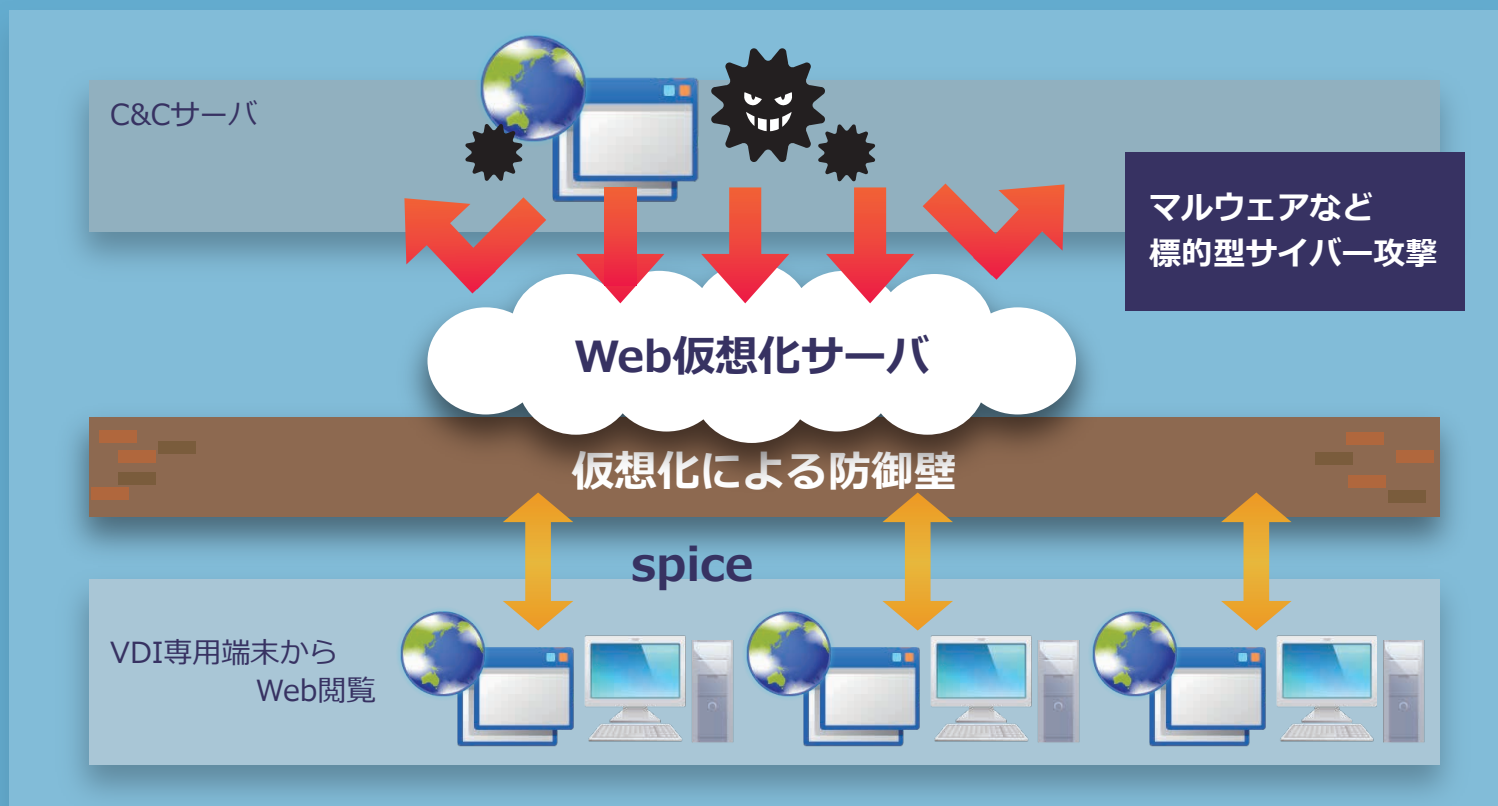 C&Cサーバ
マルウェアなど
標的型サイバー攻撃
Web仮想化サーバ
仮想化による防御壁
spice
VDI専用端末から
Web閲覧